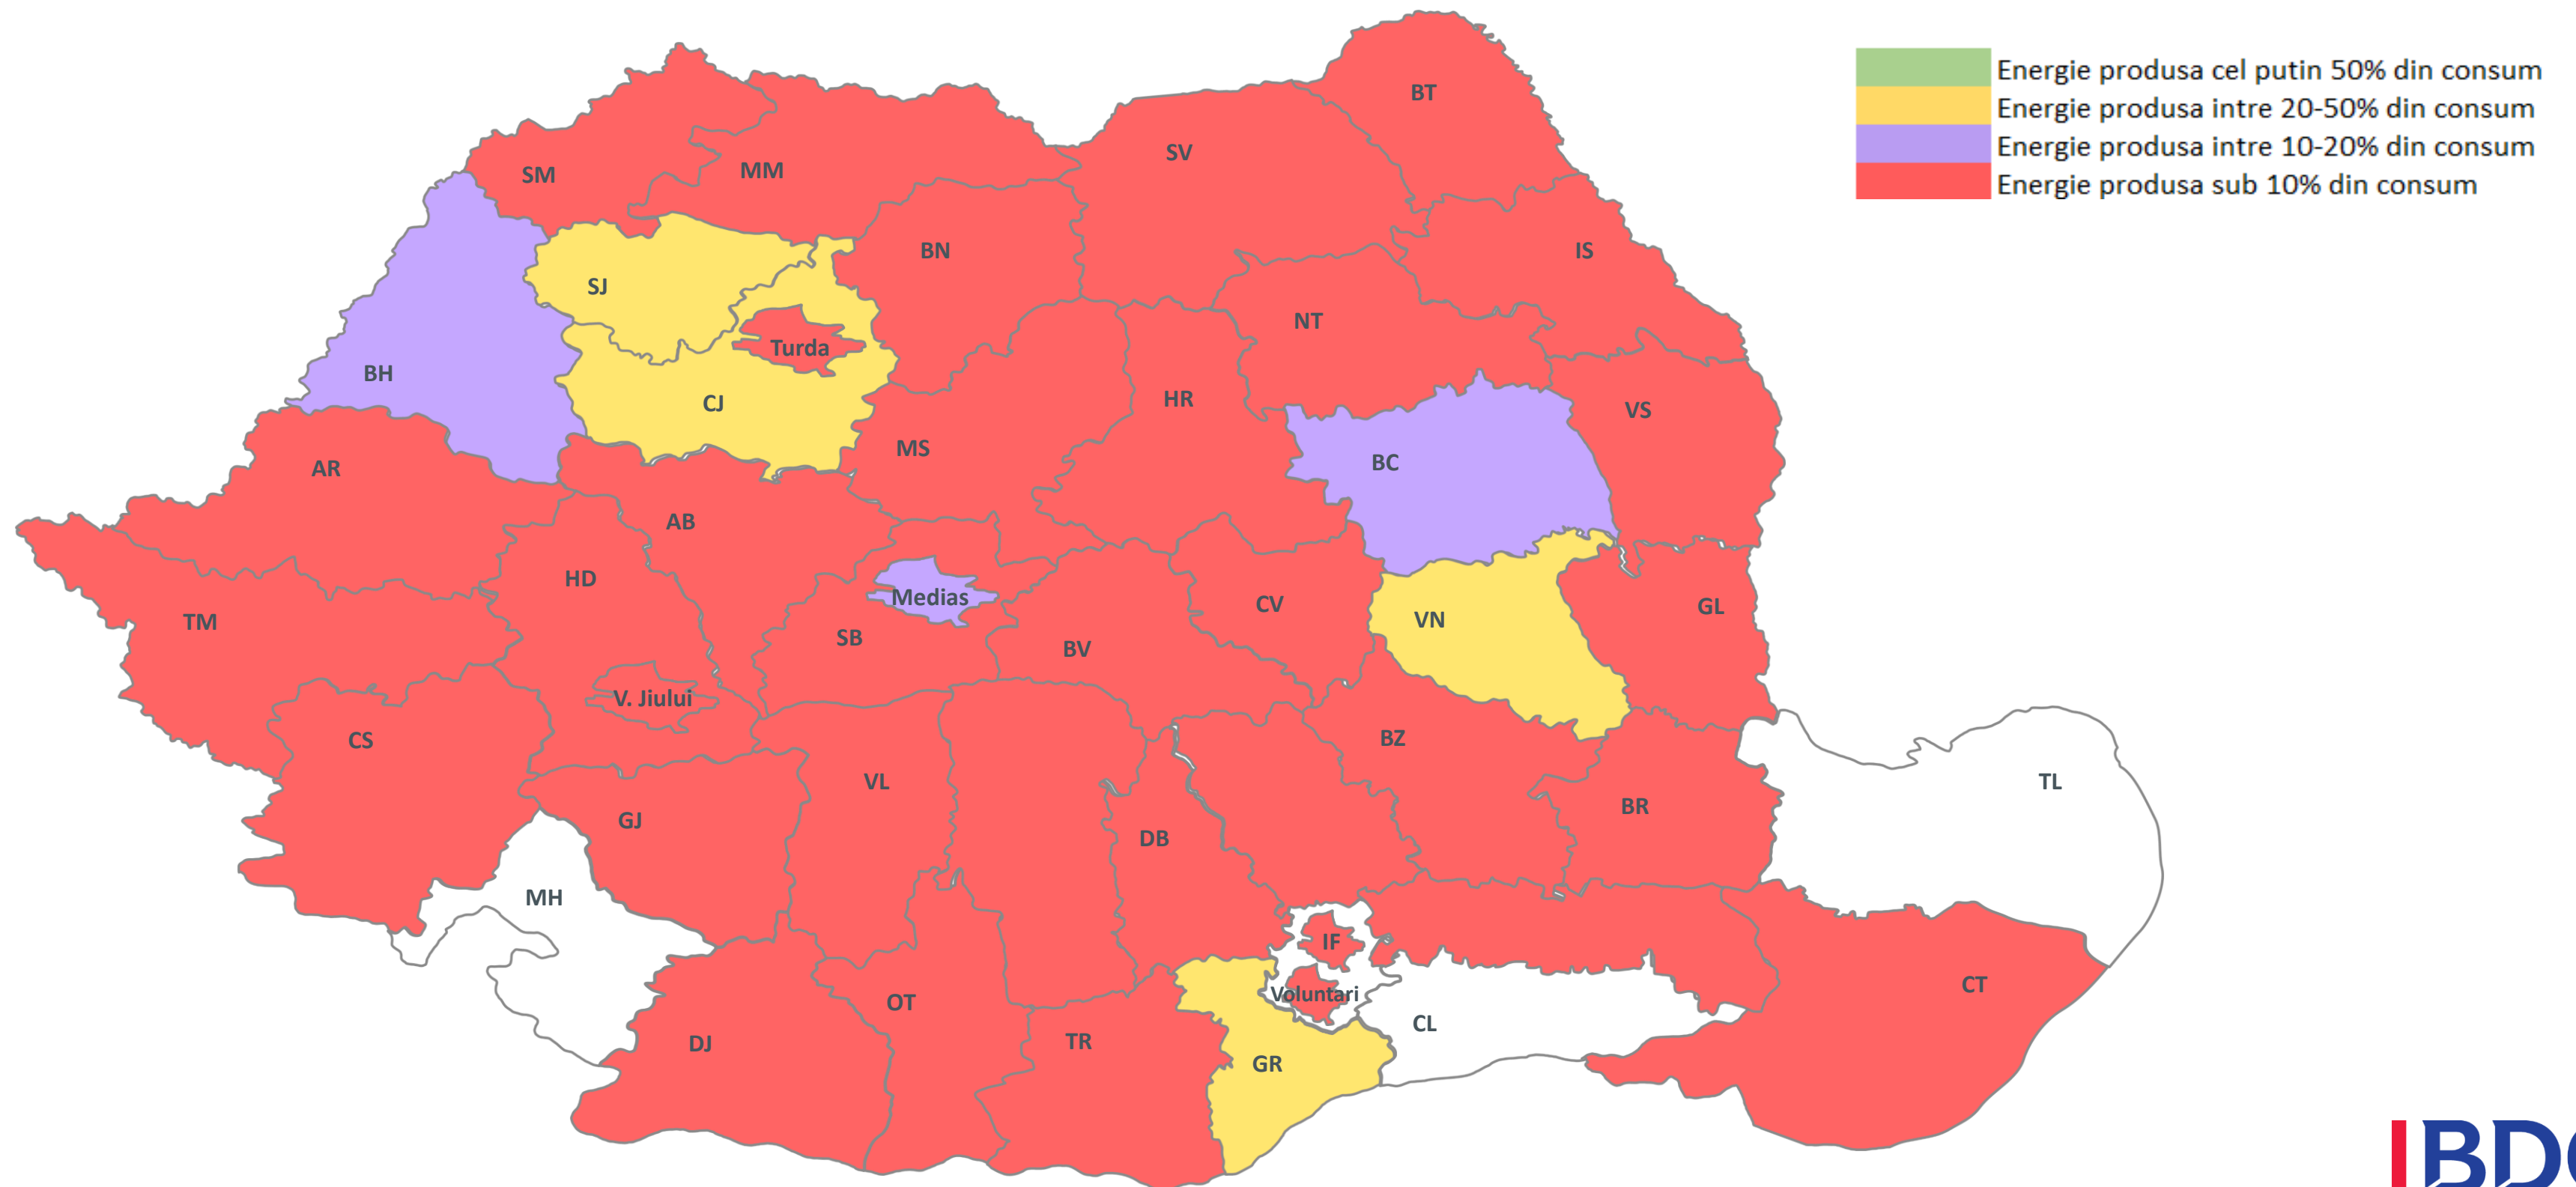 Energie produsa cel putin 50% din consum
Energie produsa intre 20-50% din consum
Energie produsa intre 10-20% din consum
Energie produsa sub 10% din consum
BT
SV
MM
SM
BN
IS
SJ
NT
Turda
BH
HR
CJ
VS
MS
BC
AR
AB
HD
Medias
CV
GL
VN
TM
SB
BV
V. Jiului
BZ
CS
VL
TL
BR
GJ
DB
MH
IF
CT
Voluntari
OT
CL
TR
DJ
GR